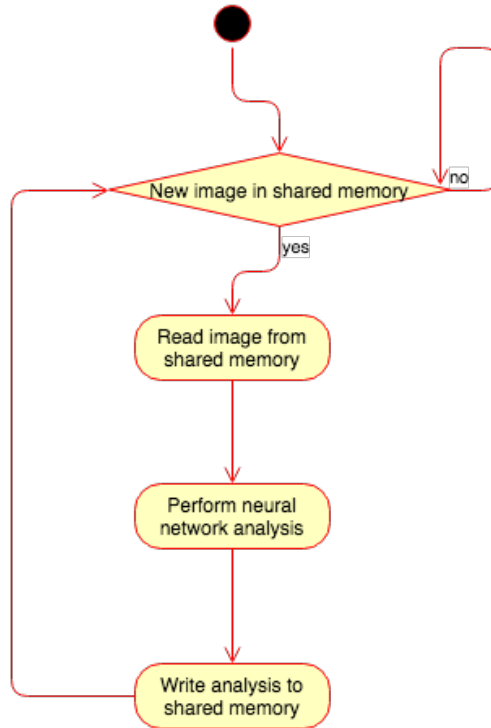 New image in shared memory
no
yes
Read image from
shared memory
Perform neural
network analysis
Write analysis to
shared memory